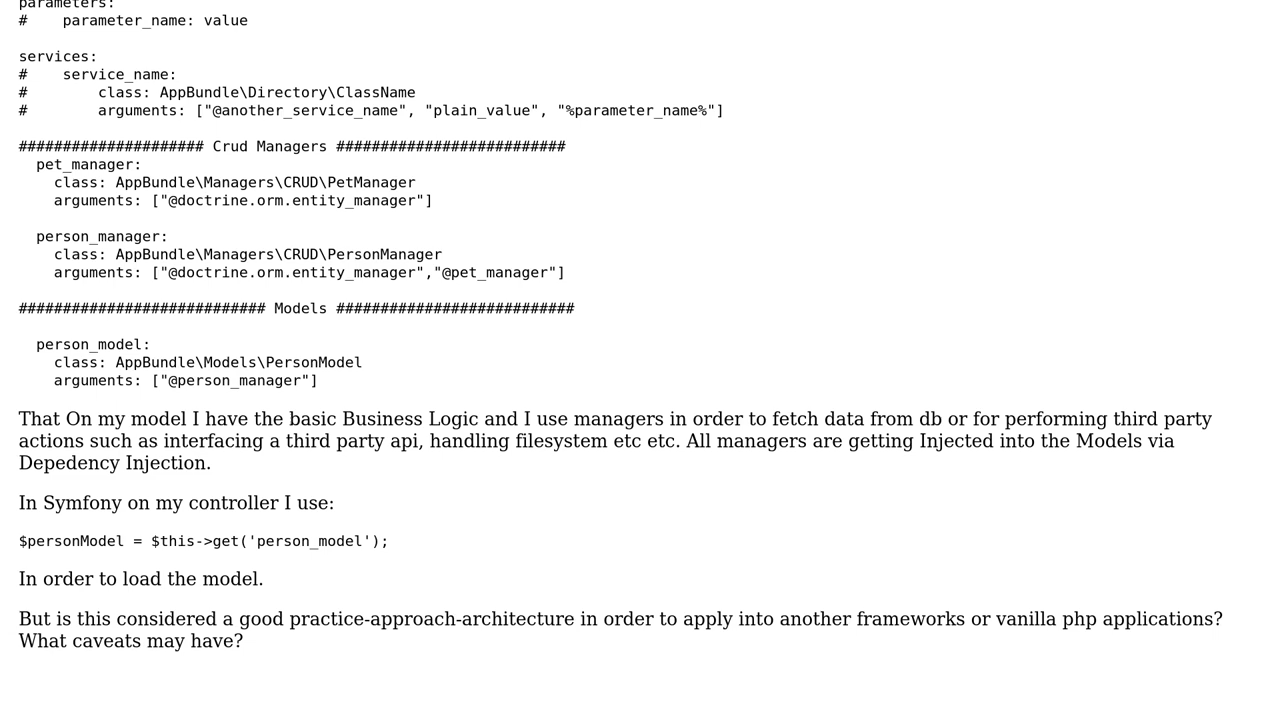 parameters:
#    parameter_name: value
services:
#    service_name:
#        class: AppBundle\Directory\ClassName
#        arguments: ["@another_service_name", "plain_value", "%parameter_name%"]
##################### Crud Managers ##########################
  pet_manager:
    class: AppBundle\Managers\CRUD\PetManager
    arguments: ["@doctrine.orm.entity_manager"]
  person_manager:
    class: AppBundle\Managers\CRUD\PersonManager
    arguments: ["@doctrine.orm.entity_manager","@pet_manager"]
############################ Models ###########################
  person_model:
    class: AppBundle\Models\PersonModel
    arguments: ["@person_manager"]
That On my model I have the basic Business Logic and I use managers in order to fetch data from db or for performing third party
actions such as interfacing a third party api, handling filesystem etc etc. All managers are getting Injected into the Models via
Depedency Injection.
In Symfony on my controller I use:
$personModel = $this->get('person_model');
In order to load the model.
But is this considered a good practice-approach-architecture in order to apply into another frameworks or vanilla php applications?
What caveats may have?